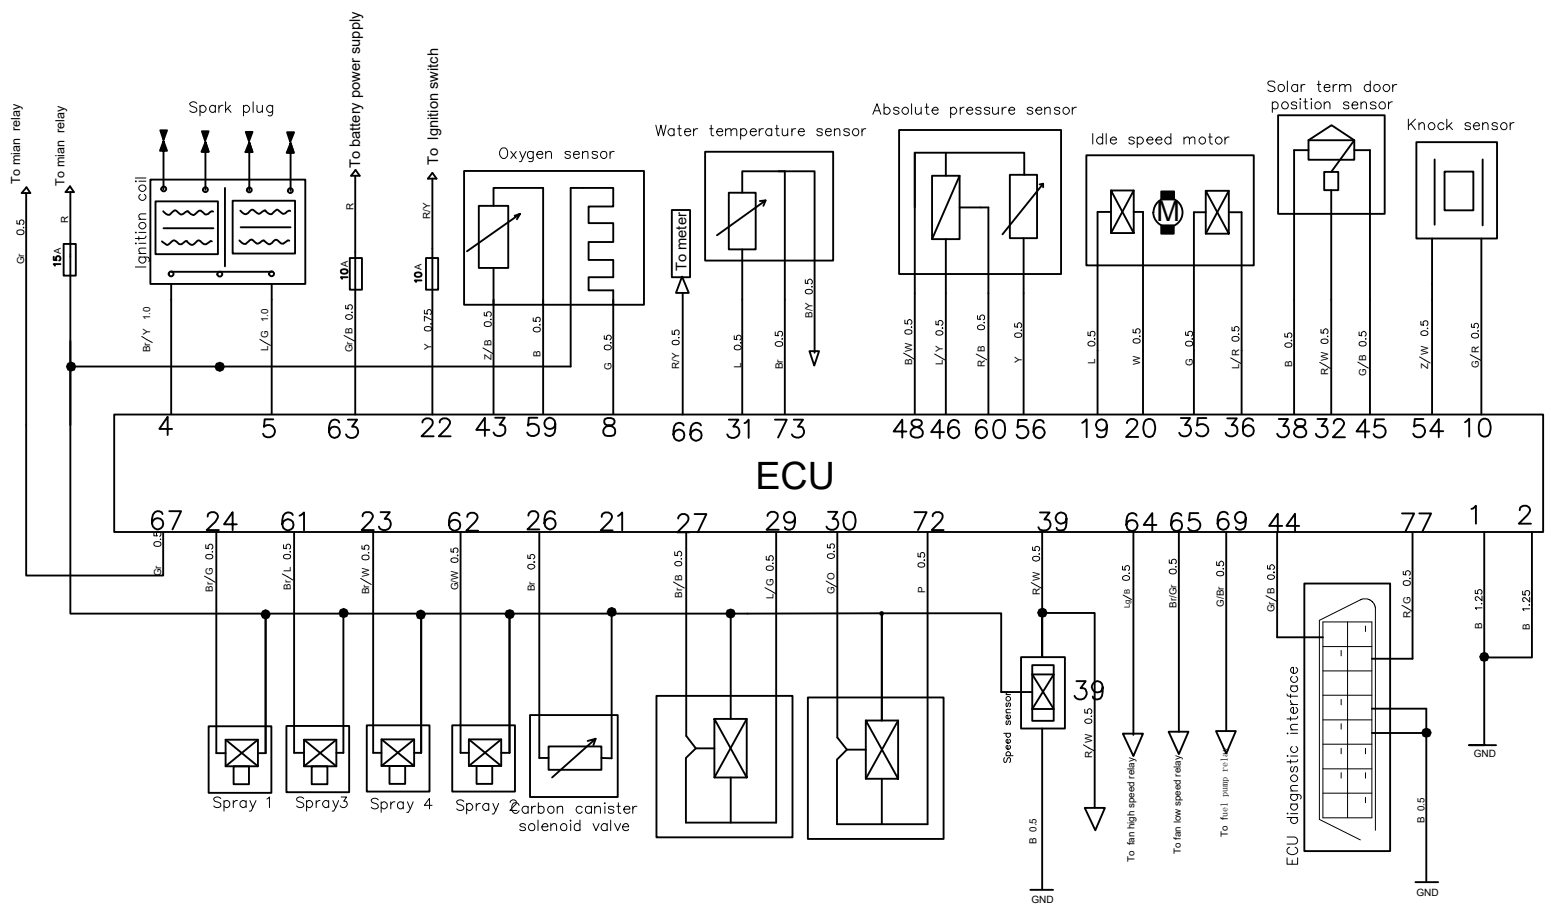 To mian relay
To mian relay
Spark plug
To battery power supply
To Ignition switch
Oxygen sensor
Water temperature sensor
Absolute pressure sensor
Idle speed motor
Solar term door
position sensor
Knock sensor
Ignition coil
Gr 0.5
R
15A
R
10A
R/Y
10A
To meter
M
Br/Y 1.0
L/G 1.0
Gr/B 0.5
Y 0.75
Z/B 0.5
B 0.5
G 0.5
R/Y 0.5
L 0.5
Br 0.5
B/Y 0.5
B/W 0.5
L/Y 0.5
R/B 0.5
Y 0.5
L 0.5
W 0.5
G 0.5
L/R 0.5
B 0.5
R/W 0.5
G/B 0.5
Z/W 0.5
G/R 0.5
4 5 63 22 43 59 8 66 31 73 48 46 60 56 19 20 35 36 38 32 45 54 10
ECU
67 24 61 23 62 26 21 27 29 30 72 39 64 65 69 44 77 1 2
Gr 0.5
Br/G 0.5
Br/L 0.5
Br/W 0.5
G/W 0.5
Br 0.5
Br/B 0.5
L/G 0.5
G/O 0.5
P 0.5
R/W 0.5
Lg/B 0.5
Br/Gr 0.5
G/Br 0.5
Gr/B 0.5
R/G 0.5
B 1.25
B 1.25
39
Speed sensor
R/W 0.5
B 0.5
GND
To fan high speed relay
To fan low speed relay
To fuel pump relay
ECU diagnostic interface
B 0.5
GND
GND
Spray 1
Spray3
Spray 4
Spray 2
Carbon canister
solenoid valve